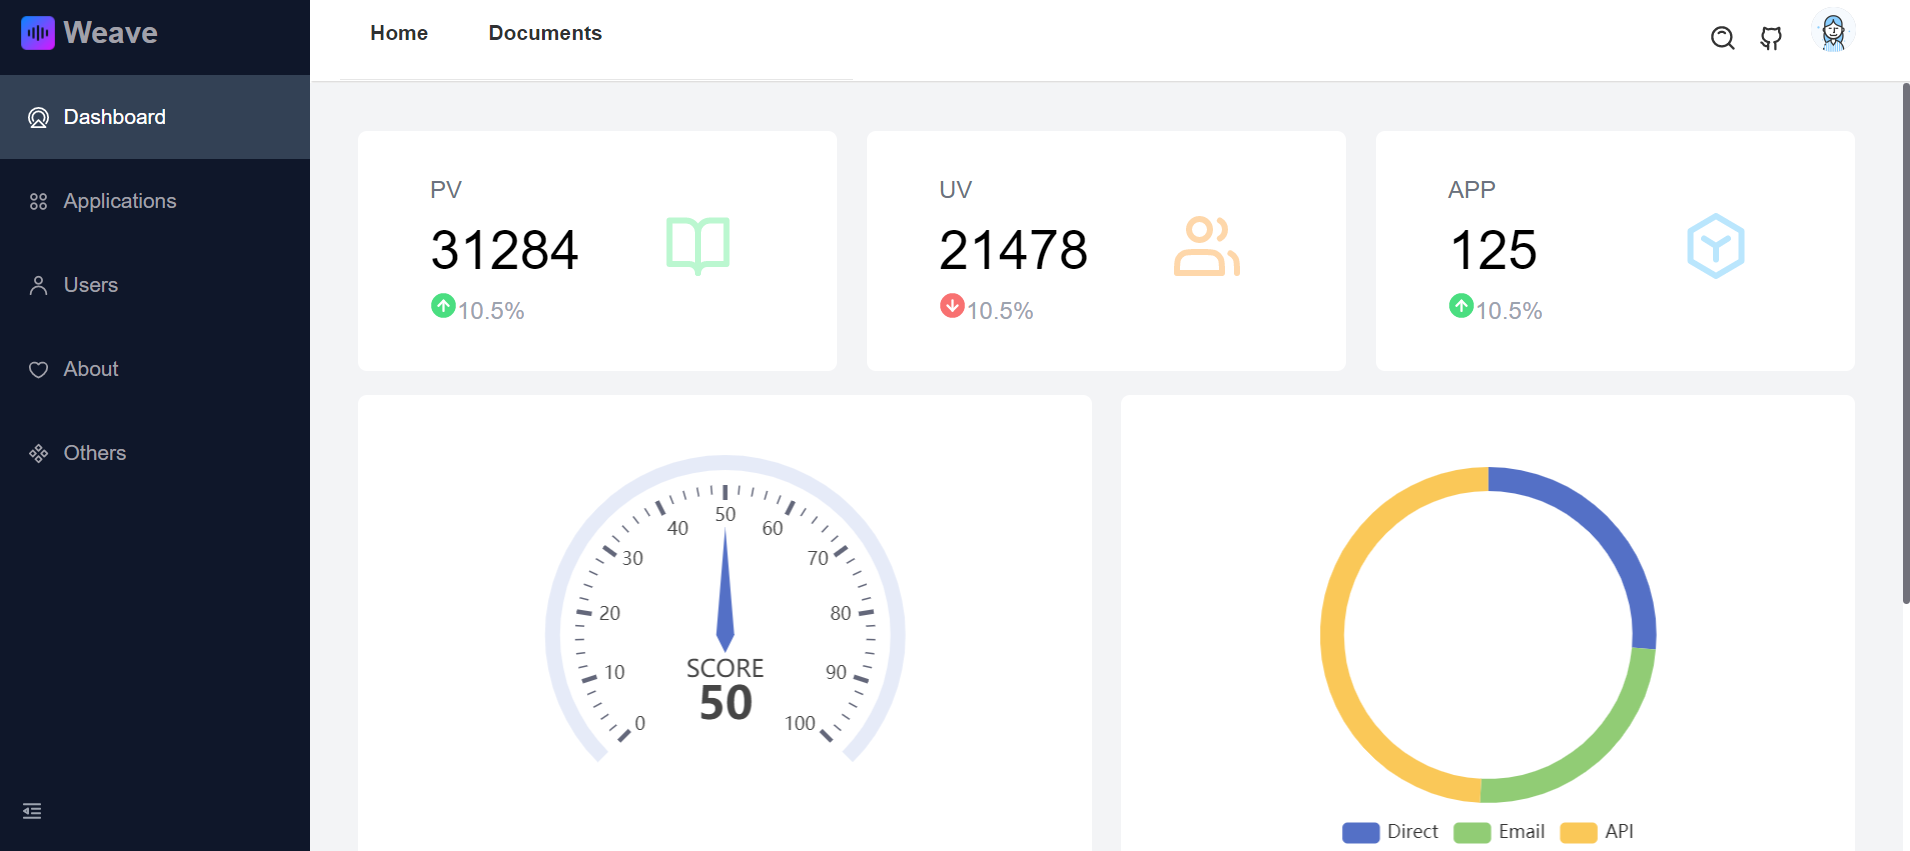 Weave
Home
Documents
Dashboard
Applications
Users
About
Others
PV
31284
10.5%
UV
21478
10.5%
APP
125
10.5%
0
10
20
30
40
50
60
70
80
90
100
SCORE
50
Direct
Email
API